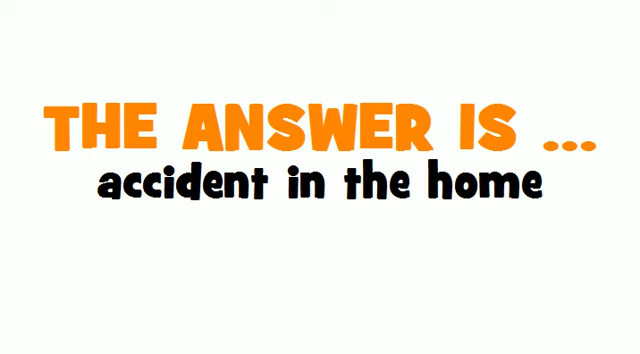 THE ANSWER IS ...
accident in the home